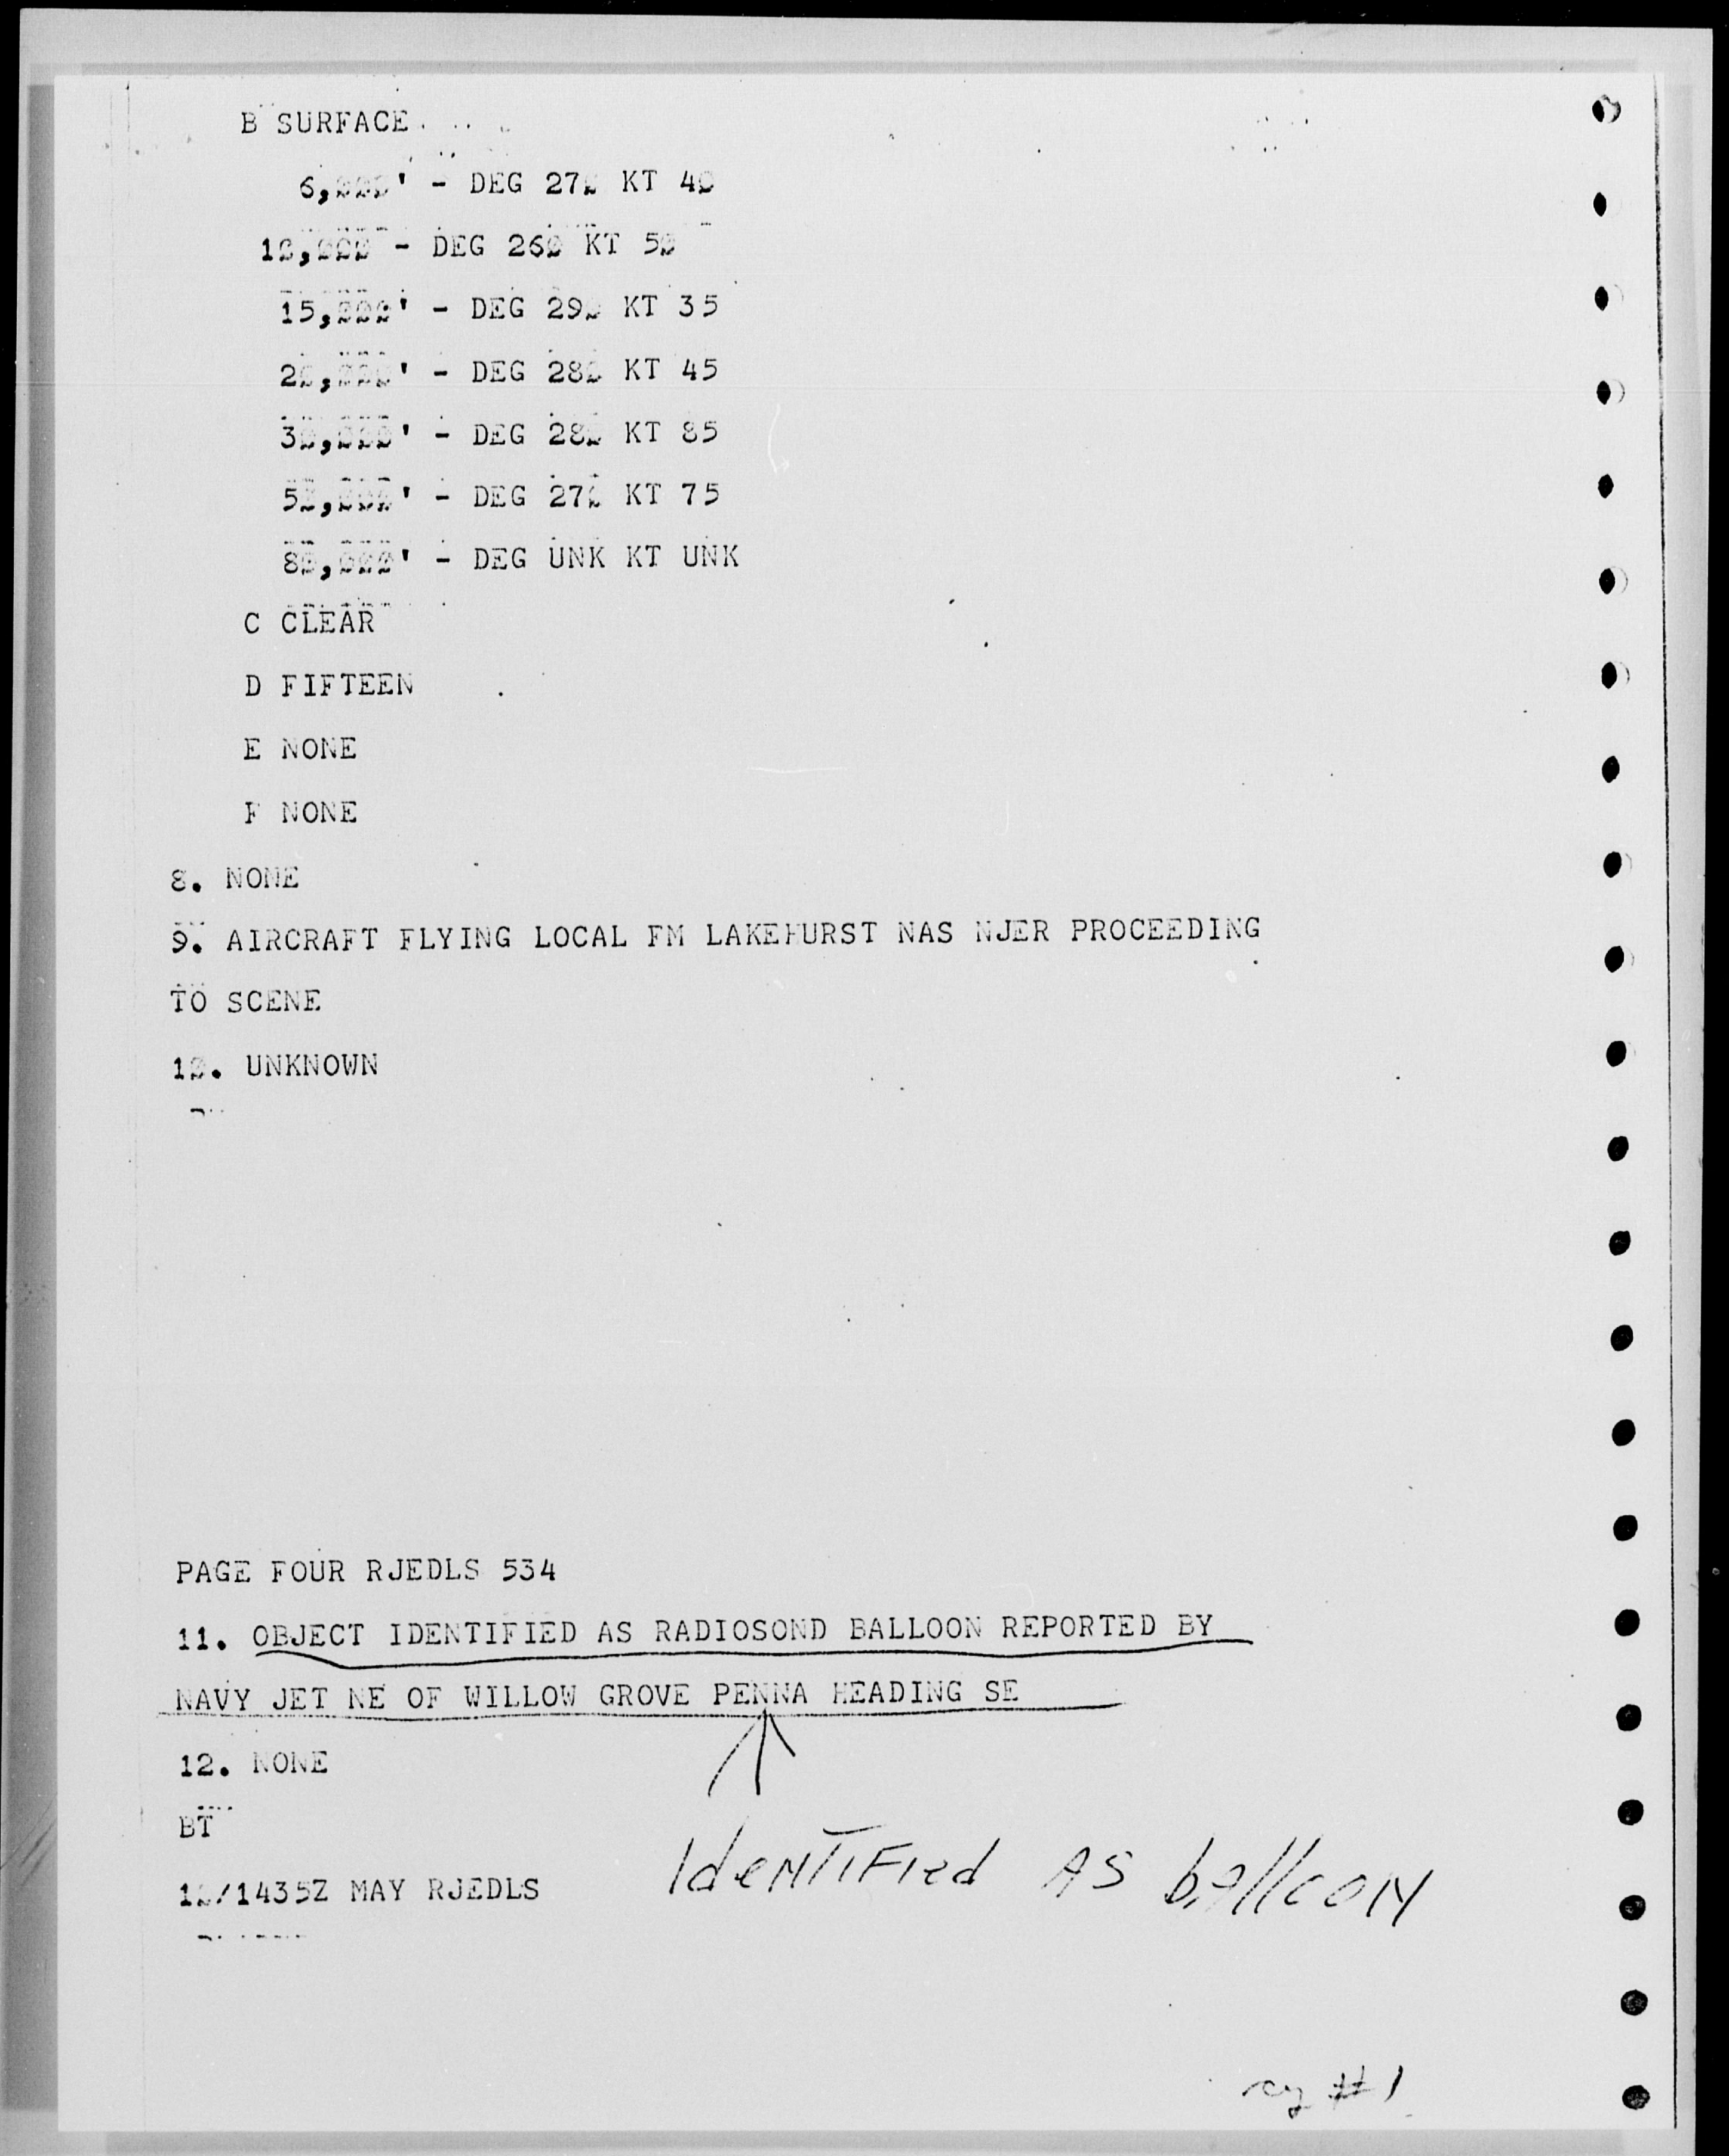 B SURFACE
6,000' - DEG 270 KT 40
10,000 - DEG 260 KT 50
15,000' - DEG 290 KT 35
20,000' - DEG 280 KT 45
30,000' - DEG 280 KT 85
50,000' - DEG 270 KT 75
80,000' - DEG UNK KT UNK
C CLEAR
D FIFTEEN
E NONE
F NONE
8. NONE
9. AIRCRAFT FLYING LOCAL FM LAKEHURST NAS NJER PROCEEDING
TO SCENE
10. UNKNOWN
PAGE FOUR RJEDLS 534
11. OBJECT IDENTIFIED AS RADIOSOND BALLOON REPORTED BY
NAVY JET NE OF WILLOW GROVE PENNA HEADING SE
12. NONE
BT
10/1435Z MAY RJEDLS
Identified AS balloon
#1